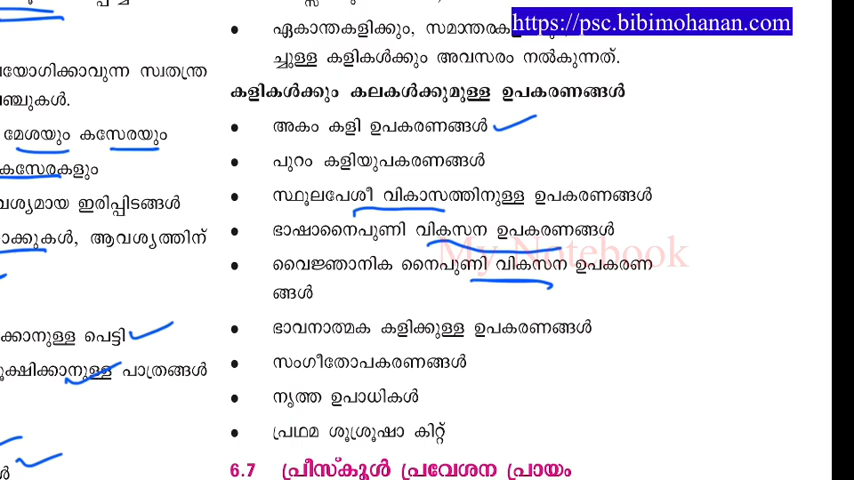 https://psc.bibimohanan.com
ഏകാന്തകളിക്കും, സമാന്തരകളി
ച്ചുള്ള കളികൾക്കും അവസരം നൽകുന്നത്.
യോഗിക്കാവുന്ന സ്വതന്ത്ര
കളികൾക്കും കലകൾക്കുമുള്ള ഉപകരണങ്ങൾ
ഞ്ചുകൾ.
● അകം കളി ഉപകരണങ്ങൾ
മേശയും കസേരയും
● പുറം കളിയുപകരണങ്ങൾ
കസേരകളും
● സ്ഥൂലപേശീ വികാസത്തിനുള്ള ഉപകരണങ്ങൾ
വശ്യമായ ഇരിപ്പിടങ്ങൾ
● ഭാഷാനൈപുണി വികസന ഉപകരണങ്ങൾ
ക്കുകൾ, ആവശ്യത്തിന്
My Notebook
● വൈജ്ഞാനിക നൈപുണി വികസന ഉപകരണ
ങ്ങൾ
● ഭാവനാത്മക കളിക്കുള്ള ഉപകരണങ്ങൾ
ക്കാനുള്ള പെട്ടി
● സംഗീതോപകരണങ്ങൾ
ക്ഷിക്കാനുള്ള പാത്രങ്ങൾ
● നൃത്ത ഉപാധികൾ
● പ്രഥമ ശുശ്രൂഷാ കിറ്റ്
6.7 പ്രീസ്കൂൾ പ്രവേശന പ്രായം